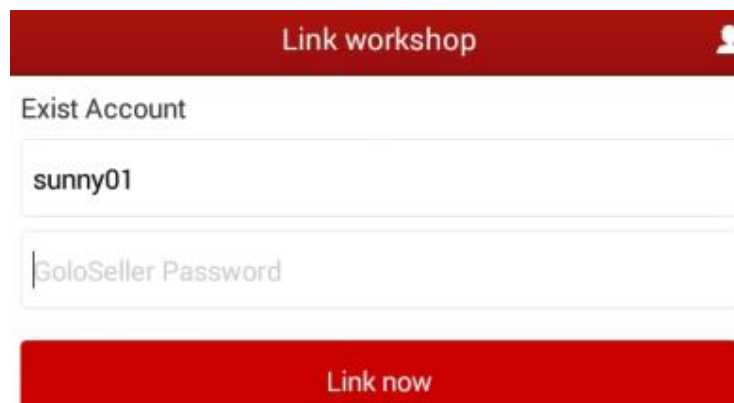 Link workshop
Exist Account
sunny01
GoloSeller Password
Link now